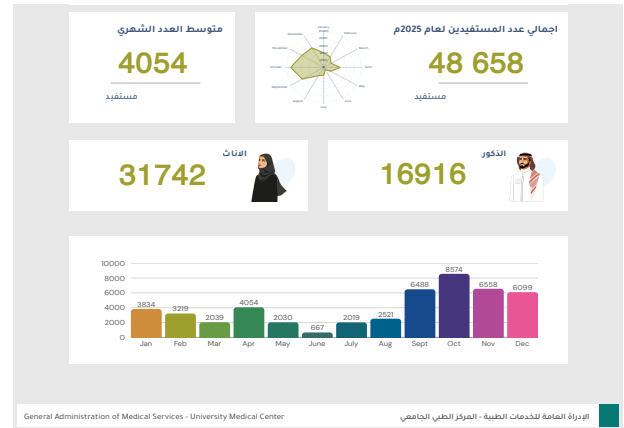 اجمالي عدد المستفيدين لعام 2025م
48 658
مستفيد
متوسط العدد الشهري
4054
مستفيد
الذكور
16916
الاناث
31742
10000
8000
6000
4000
2000
0
3834
3219
2039
4054
2030
667
2019
2521
6488
8574
6558
6099
Jan
Feb
Mar
Apr
May
June
July
Aug
Sept
Oct
Nov
Dec
General Administration of Medical Services - University Medical Center
الإدراة العامة للخدمات الطبية - المركز الطبي الجامعي